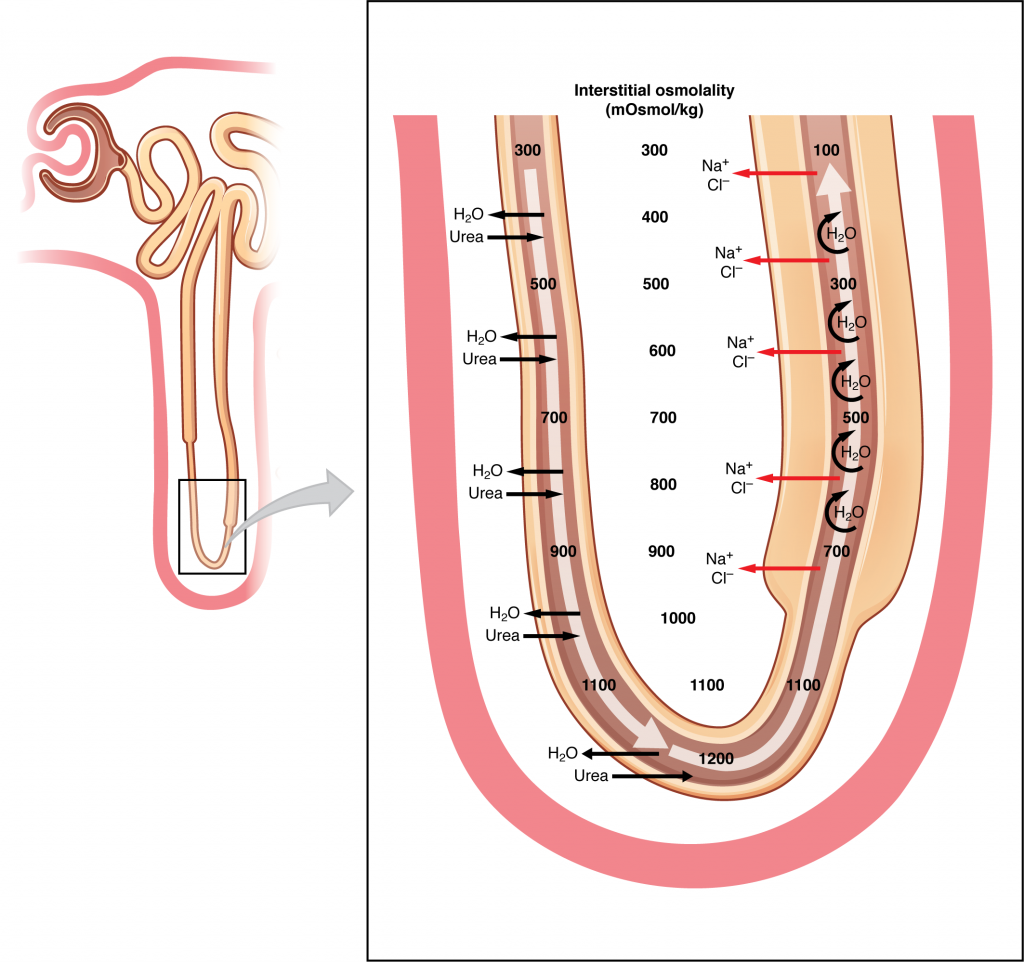 Interstitial osmolality
(mOsmol/kg)
300
300
100
Na⁺
Cl⁻
H₂O
400
H₂O
Urea
Na⁺
Cl⁻
500
500
300
H₂O
H₂O
Urea
600
Na⁺
Cl⁻
H₂O
700
700
500
H₂O
H₂O
Urea
800
Na⁺
Cl⁻
H₂O
900
900
700
Na⁺
Cl⁻
H₂O
Urea
1000
1100
1100
1100
H₂O
Urea
1200